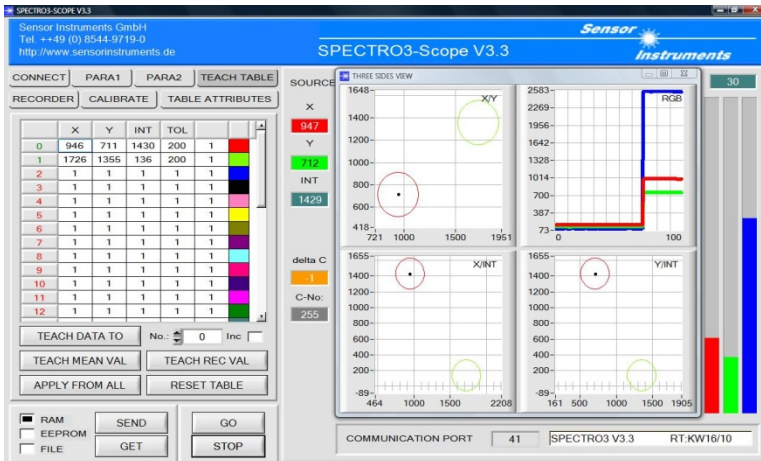 SPECTRO3-SCOPE V3.3
Sensor Instruments GmbH
Tel. ++49 (0) 8544-9719-0
http://www.sensorinstruments.de
SPECTRO3-Scope V3.3
Sensor
Instruments
CONNECT PARA1 PARA2 TEACH TABLE
RECORDER CALIBRATE TABLE ATTRIBUTES
X Y INT TOL
0 946 711 1430 200 1
1 1726 1355 136 200 1
2 1 1 1 1 1
3 1 1 1 1 1
4 1 1 1 1 1
5 1 1 1 1 1
6 1 1 1 1 1
7 1 1 1 1 1
8 1 1 1 1 1
9 1 1 1 1 1
10 1 1 1 1 1
11 1 1 1 1 1
12 1 1 1 1 1
TEACH DATA TO No.: 0 Inc
TEACH MEAN VAL TEACH REC VAL
APPLY FROM ALL RESET TABLE
RAM
EEPROM
FILE
SEND GO
GET STOP
SOURCE
X
947
Y
712
INT
1429
delta C
-1
C-No:
255
THREE SIDES VIEW
30
X/Y
1648
1400
1200
1000
800
600
418
721 1000 1500 1951
RGB
2583
2269
1956
1642
1328
1014
700
387
73
0 100
X/INT
1655
1400
1200
1000
800
600
400
200
-89
464 1000 1500 2208
Y/INT
1655
1400
1200
1000
800
600
400
200
-89
161 500 1000 1500 1905
COMMUNICATION PORT 41 SPECTRO3 V3.3 RT:KW16/10